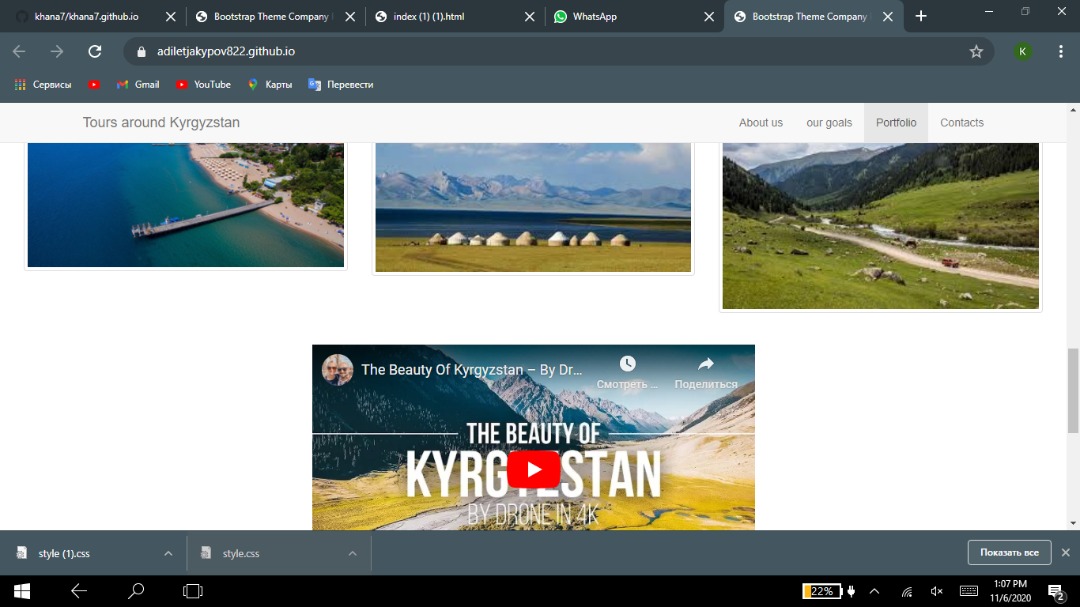 khana7/khana7.github.io
Bootstrap Theme Company
index (1) (1).html
WhatsApp
Bootstrap Theme Company
adiletjakypov822.github.io
K
Сервисы
Gmail
YouTube
Карты
Перевести
Tours around Kyrgyzstan
About us
our goals
Portfolio
Contacts
The Beauty Of Kyrgyzstan – By Dr...
Смотреть ...
Поделиться
THE BEAUTY OF
KYRGYZSTAN
BY DRONE IN 4K
style (1).css
style.css
Показать все
22%
1:07 PM
11/6/2020
2